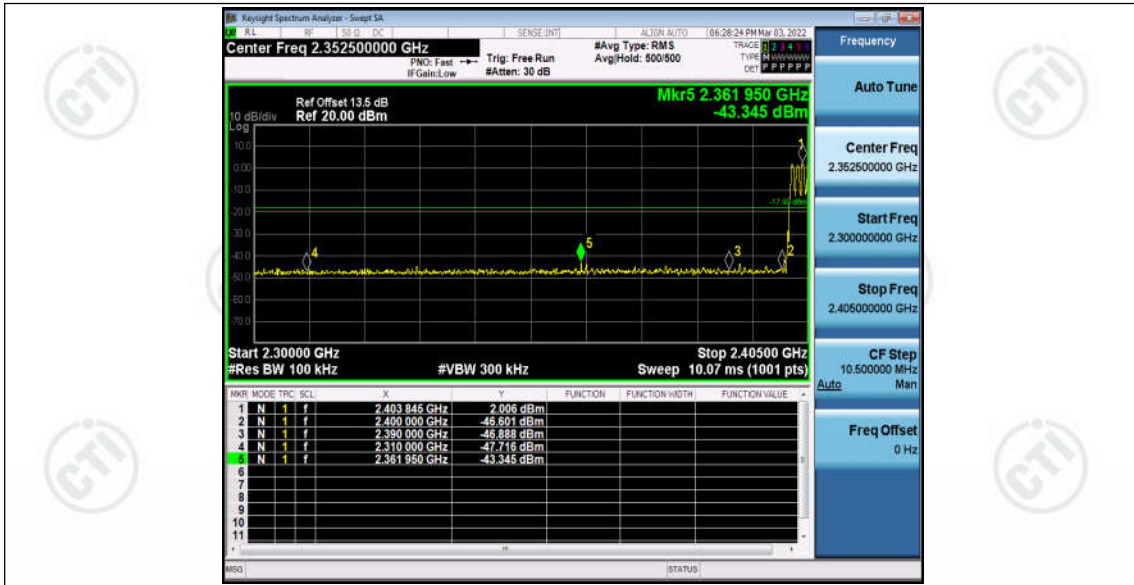 Keysight Spectrum Analyzer - Swept SA
RL RF 50 Ω DC SENSE:INT ALIGN AUTO 06:28:24 PM Mar 03, 2022
Center Freq 2.352500000 GHz
#Avg Type: RMS
Avg|Hold: 500/500
TRACE 1 2 3 4 5 6
TYPE M WWWWW
DET P P P P P P
PNO: Fast Trig: Free Run
IFGain:Low #Atten: 30 dB
Mkr5 2.361 950 GHz
-43.345 dBm
Ref Offset 13.5 dB
10 dB/div Ref 20.00 dBm
Log
10.0
0.00
-10.0
-20.0
-30.0
-40.0
-50.0
-60.0
-70.0
1
2
3
4
5
Start 2.30000 GHz Stop 2.40500 GHz
#Res BW 100 kHz #VBW 300 kHz Sweep 10.07 ms (1001 pts)
MKR MODE TRC SCL X Y FUNCTION FUNCTION WIDTH FUNCTION VALUE
1 N 1 f 2.403 845 GHz 2.006 dBm
2 N 1 f 2.400 000 GHz -46.601 dBm
3 N 1 f 2.390 000 GHz -46.888 dBm
4 N 1 f 2.310 000 GHz -47.716 dBm
5 N 1 f 2.361 950 GHz -43.345 dBm
6
7
8
9
10
11
MSG STATUS
Frequency
Auto Tune
Center Freq
2.352500000 GHz
Start Freq
2.300000000 GHz
Stop Freq
2.405000000 GHz
CF Step
10.500000 MHz
Auto Man
Freq Offset
0 Hz
CTI
CTI
CTI
CTI